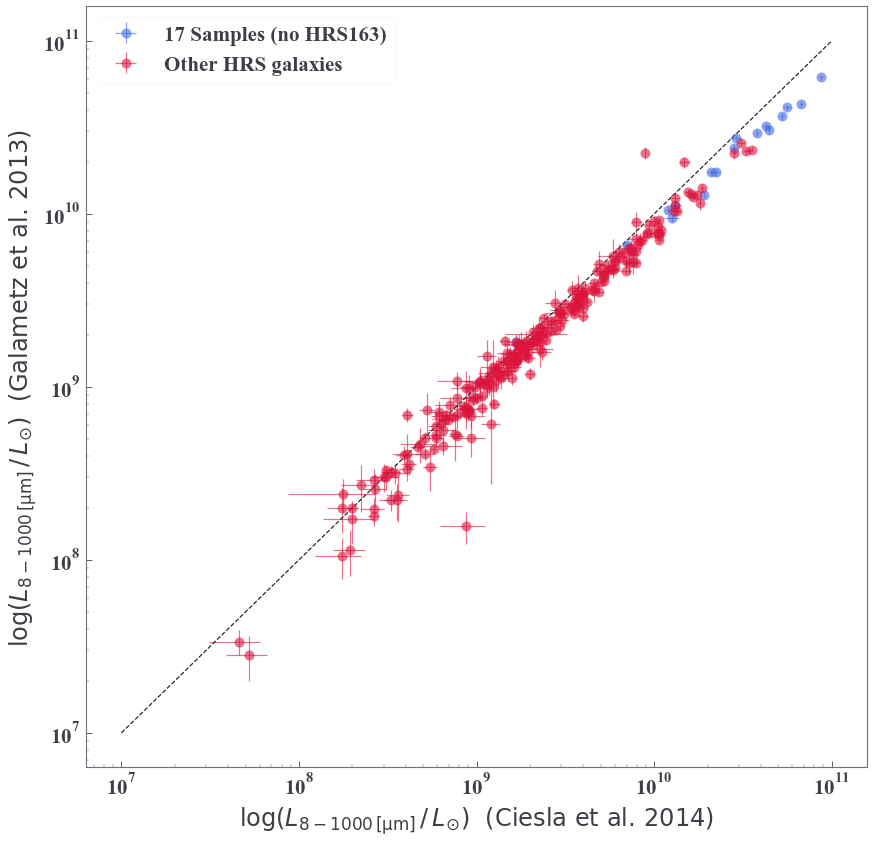 17 Samples (no HRS163)
Other HRS galaxies
10¹¹
10¹⁰
10⁹
10⁸
10⁷
log(L₈₋₁₀₀₀ [μm] / L⊙) (Galametz et al. 2013)
10⁷ 10⁸ 10⁹ 10¹⁰ 10¹¹
log(L₈₋₁₀₀₀ [μm] / L⊙) (Ciesla et al. 2014)